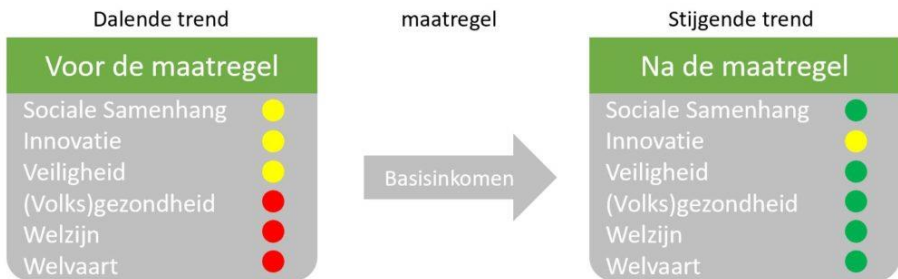 Dalende trend
maatregel
Stijgende trend
Voor de maatregel
Sociale Samenhang
Innovatie
Veiligheid
(Volks)gezondheid
Welzijn
Welvaart
Basisinkomen
Na de maatregel
Sociale Samenhang
Innovatie
Veiligheid
(Volks)gezondheid
Welzijn
Welvaart